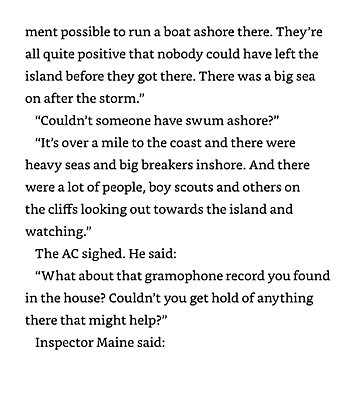 ment possible to run a boat ashore there. They’re
all quite positive that nobody could have left the
island before they got there. There was a big sea
on after the storm.”
“Couldn’t someone have swum ashore?”
“It’s over a mile to the coast and there were
heavy seas and big breakers inshore. And there
were a lot of people, boy scouts and others on
the cliffs looking out towards the island and
watching.”
The AC sighed. He said:
“What about that gramophone record you found
in the house? Couldn’t you get hold of anything
there that might help?”
Inspector Maine said: